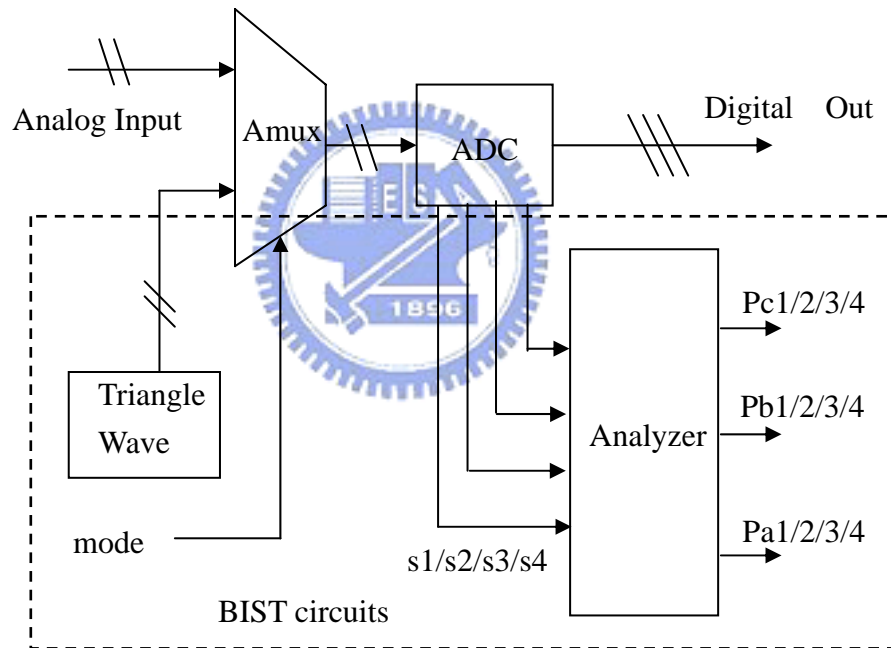 Analog Input
Amux
ADC
Digital Out
Triangle
Wave
mode
s1/s2/s3/s4
Analyzer
Pc1/2/3/4
Pb1/2/3/4
Pa1/2/3/4
BIST circuits
1896